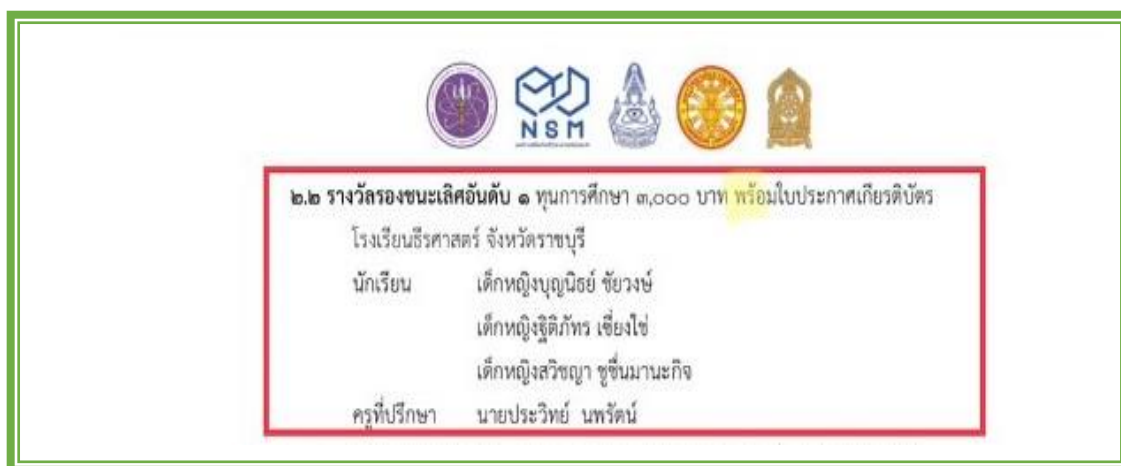 NSM
๒.๒ รางวัลรองชนะเลิศอันดับ ๑ ทุนการศึกษา ๓,๐๐๐ บาท พร้อมใบประกาศเกียรติบัตร
โรงเรียนธีรศาสตร์ จังหวัดราชบุรี
นักเรียน เด็กหญิงบุญนิธย์ ชัยวงษ์
เด็กหญิงฐิติภัทร เซี่ยงใช่
เด็กหญิงสวิชญา ชูชื่นมานะกิจ
ครูที่ปรึกษา นายประวิทย์ นพรัตน์